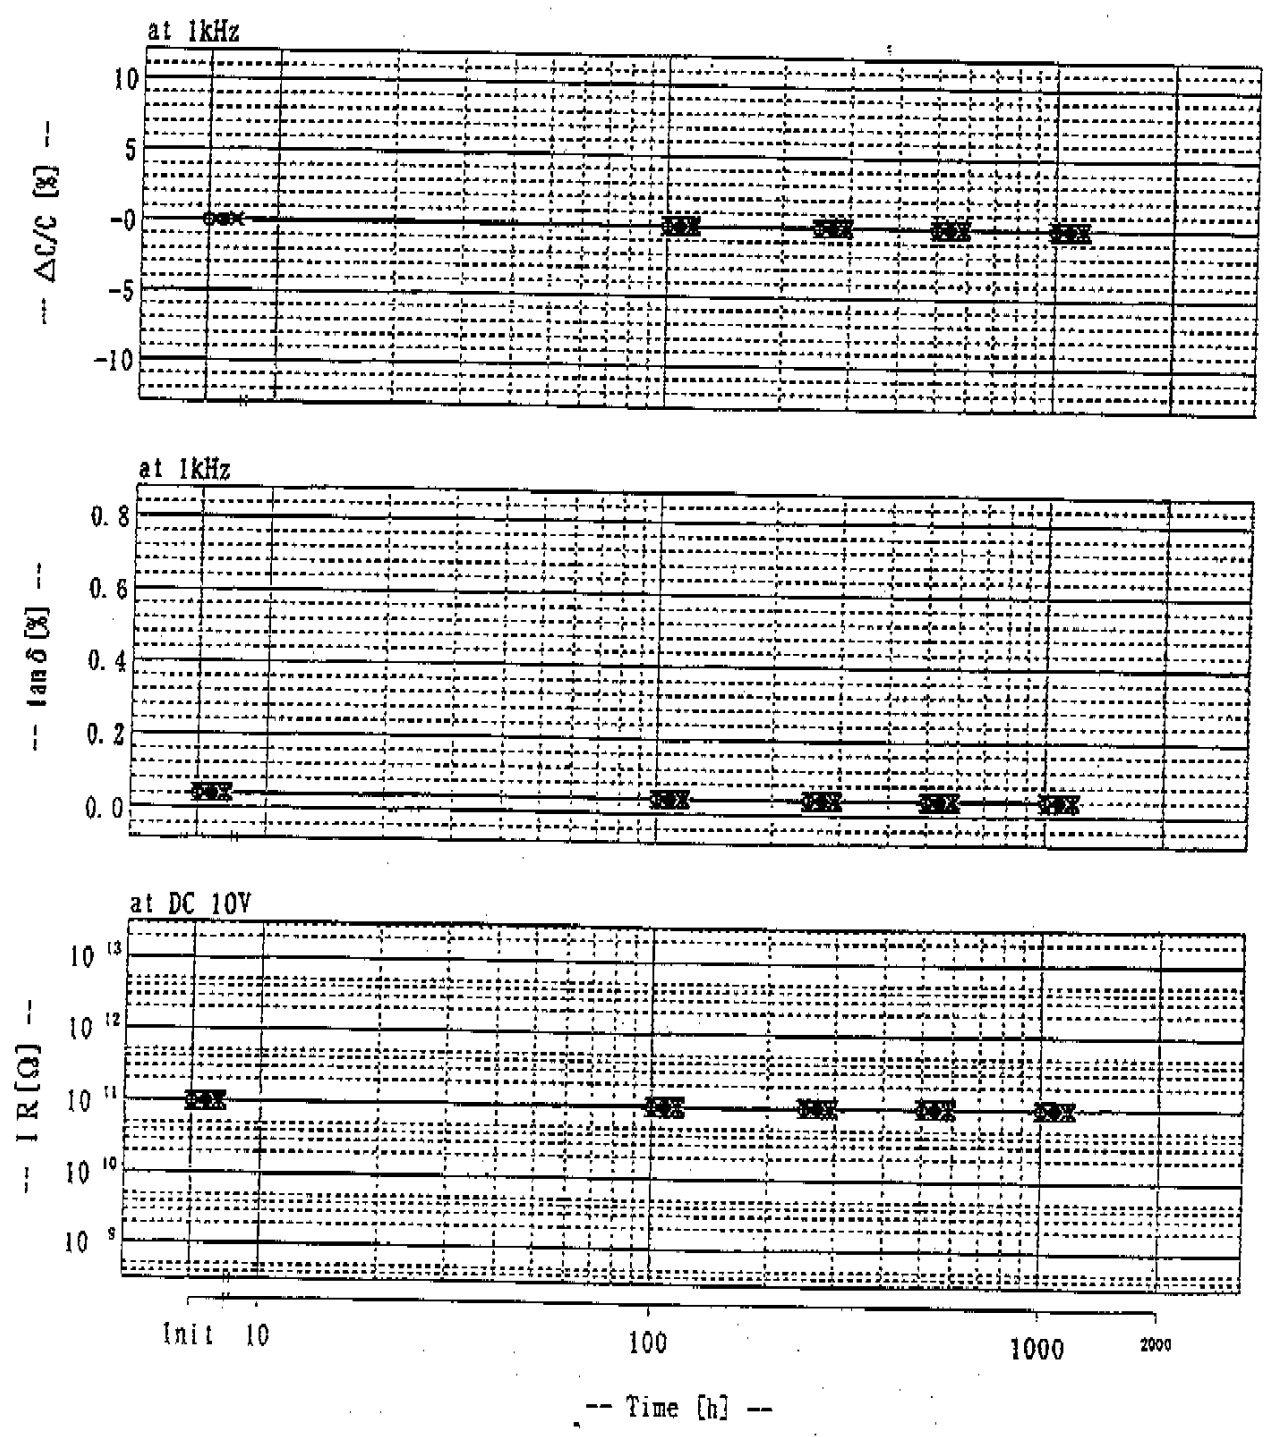 at 1kHz
10
5
-0
-5
-10
-- ΔC/C [%] --
at 1kHz
0.8
0.6
0.4
0.2
0.0
-- tanδ [%] --
at DC 10V
10 13
10 12
10 11
10 10
10 9
-- IR[Ω] --
Init 10 100 1000 2000
-- Time [h] --